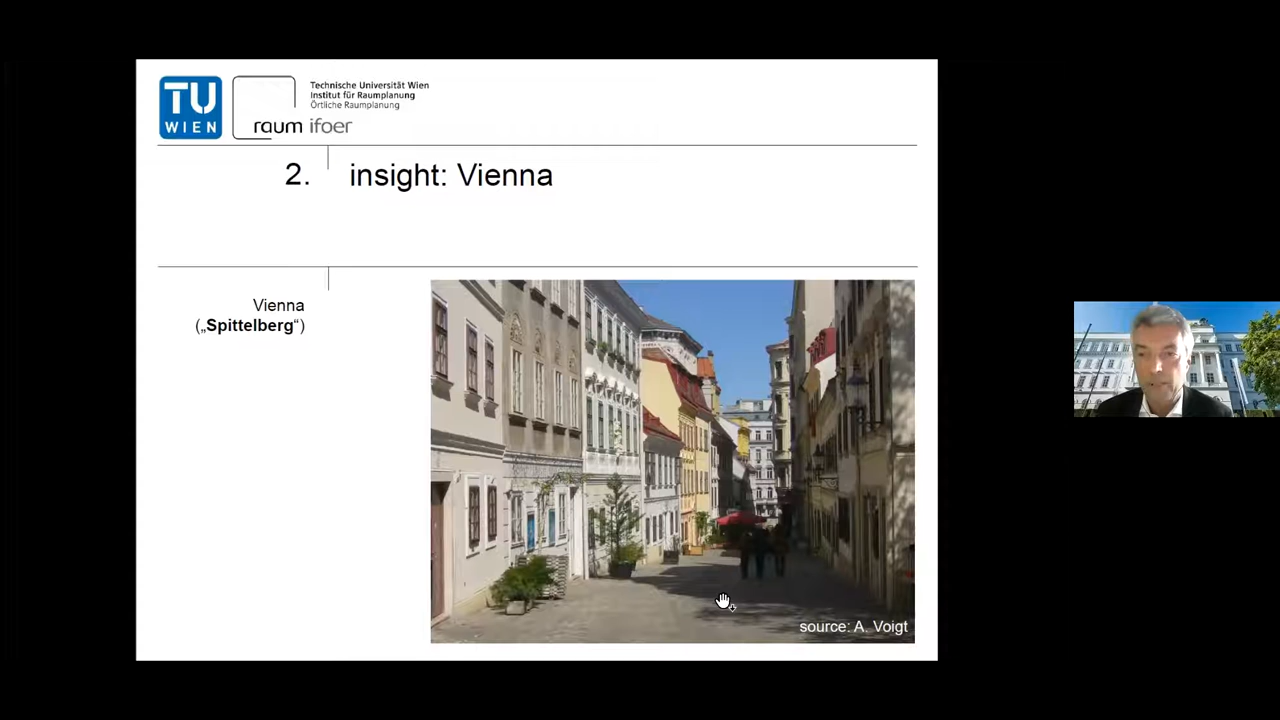 TU
WIEN
Technische Universität Wien
Institut für Raumplanung
Örtliche Raumplanung
raum ifoer
2. insight: Vienna
Vienna
(„Spittelberg“)
source: A. Voigt